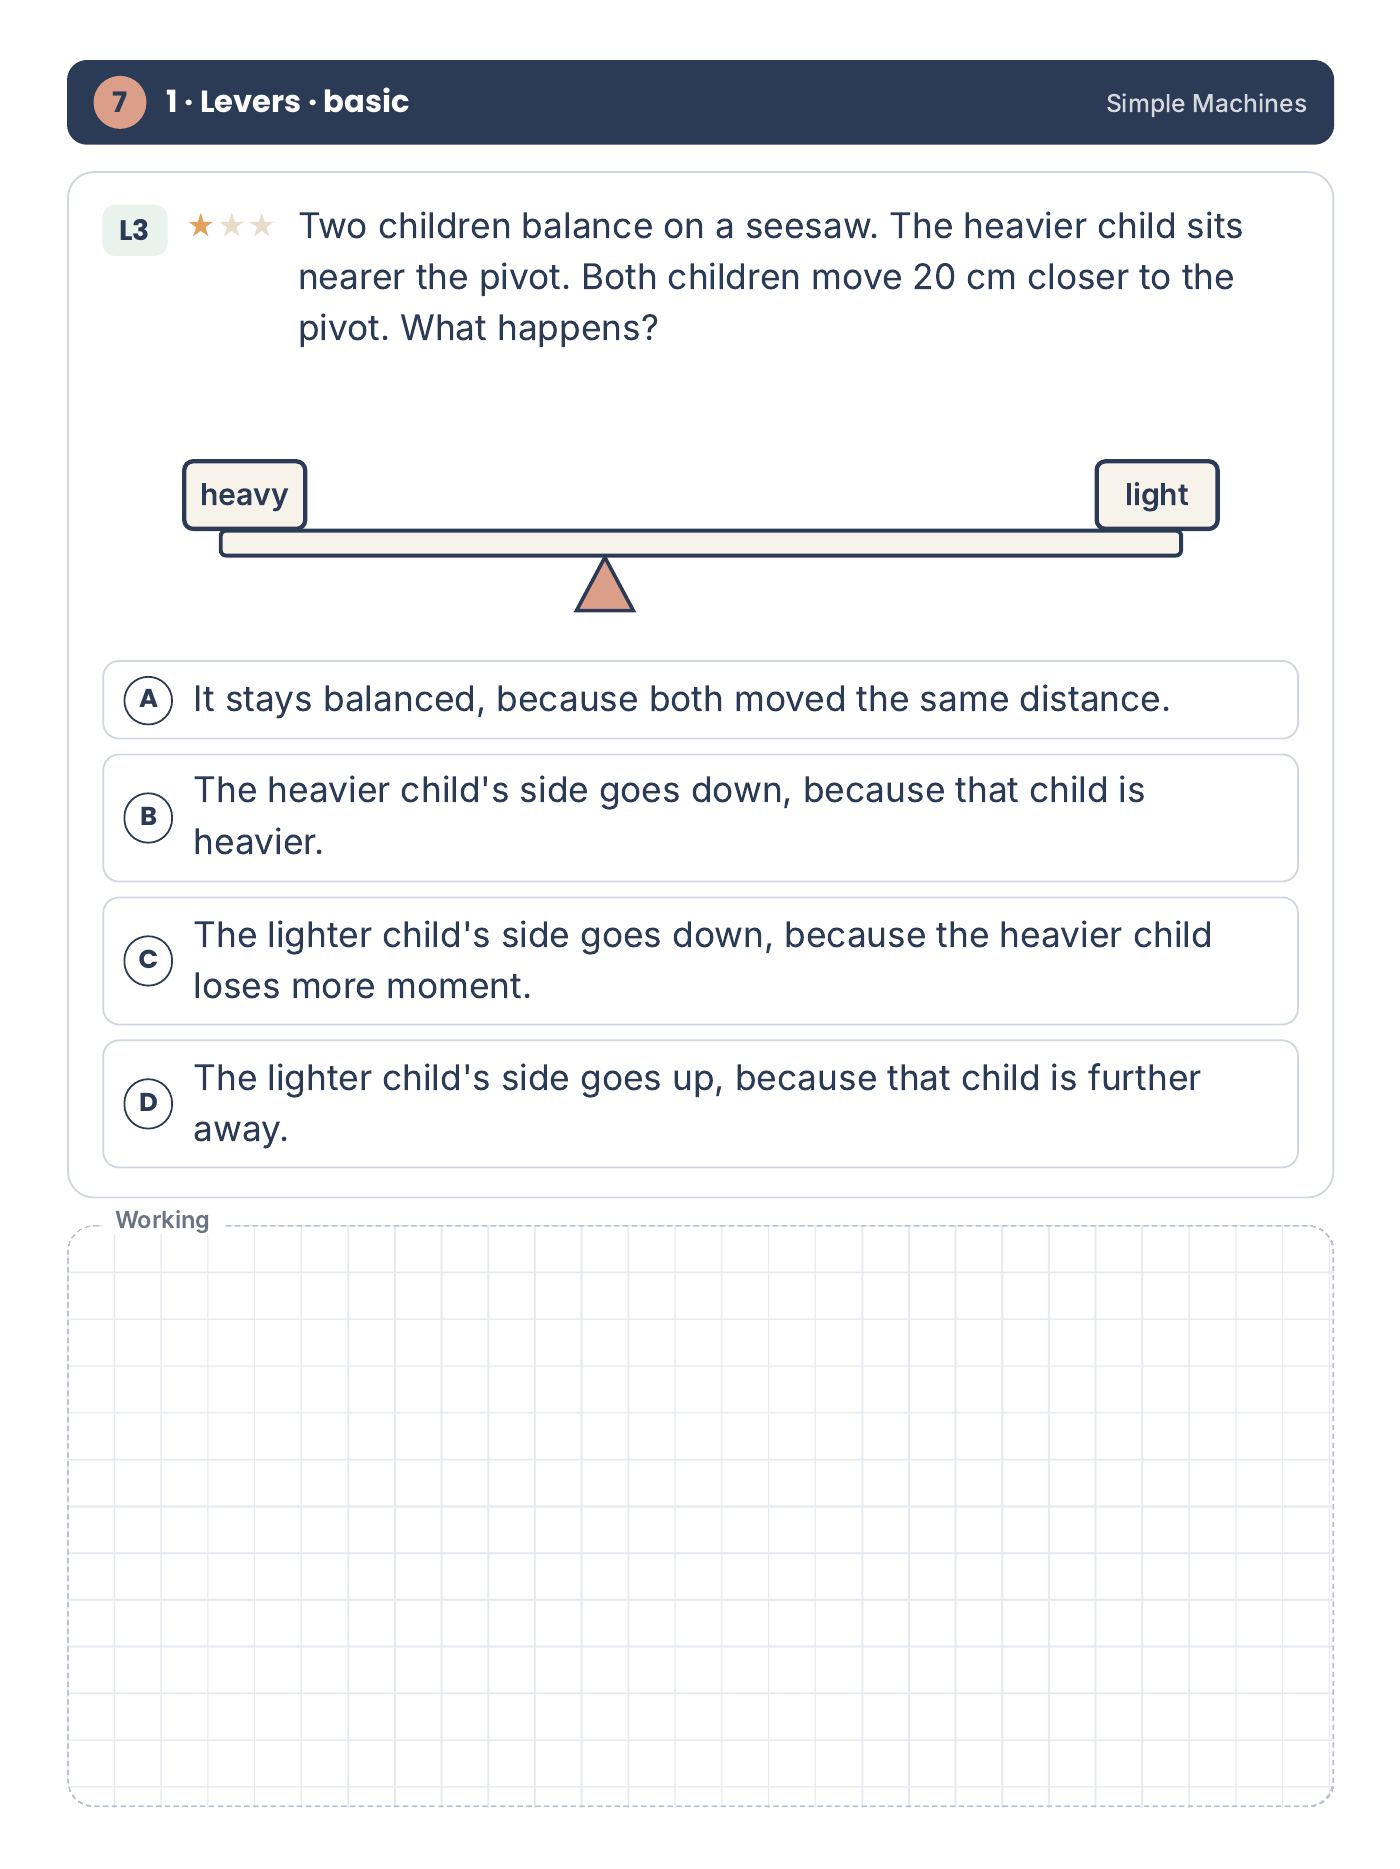 7 1 · Levers · basic Simple Machines
L3 ★★★ Two children balance on a seesaw. The heavier child sits
nearer the pivot. Both children move 20 cm closer to the
pivot. What happens?
heavy light
A It stays balanced, because both moved the same distance.
B The heavier child's side goes down, because that child is
heavier.
C The lighter child's side goes down, because the heavier child
loses more moment.
D The lighter child's side goes up, because that child is further
away.
Working